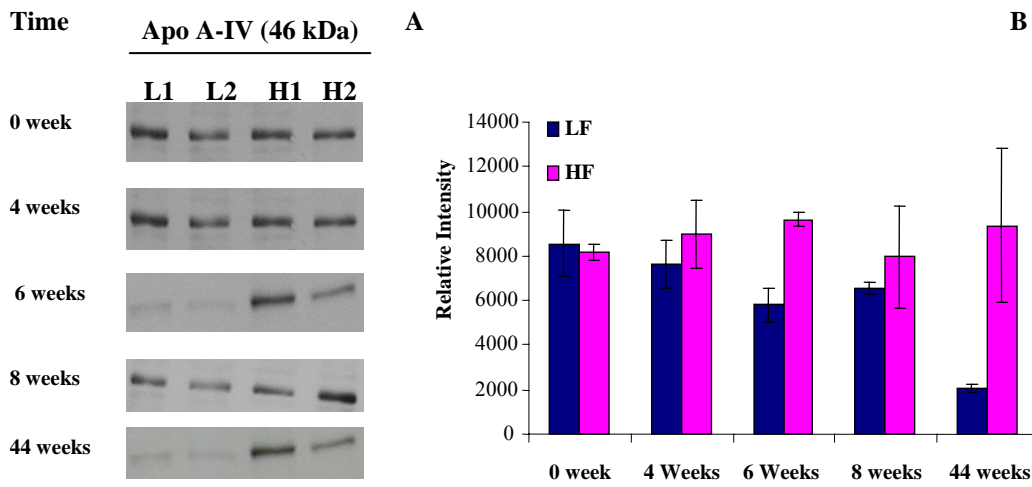 Time
Apo A-IV (46 kDa)
A
B
L1 L2 H1 H2
0 week
4 weeks
6 weeks
8 weeks
44 weeks
LF
HF
Relative Intensity
14000
12000
10000
8000
6000
4000
2000
0
0 week 4 Weeks 6 Weeks 8 weeks 44 weeks